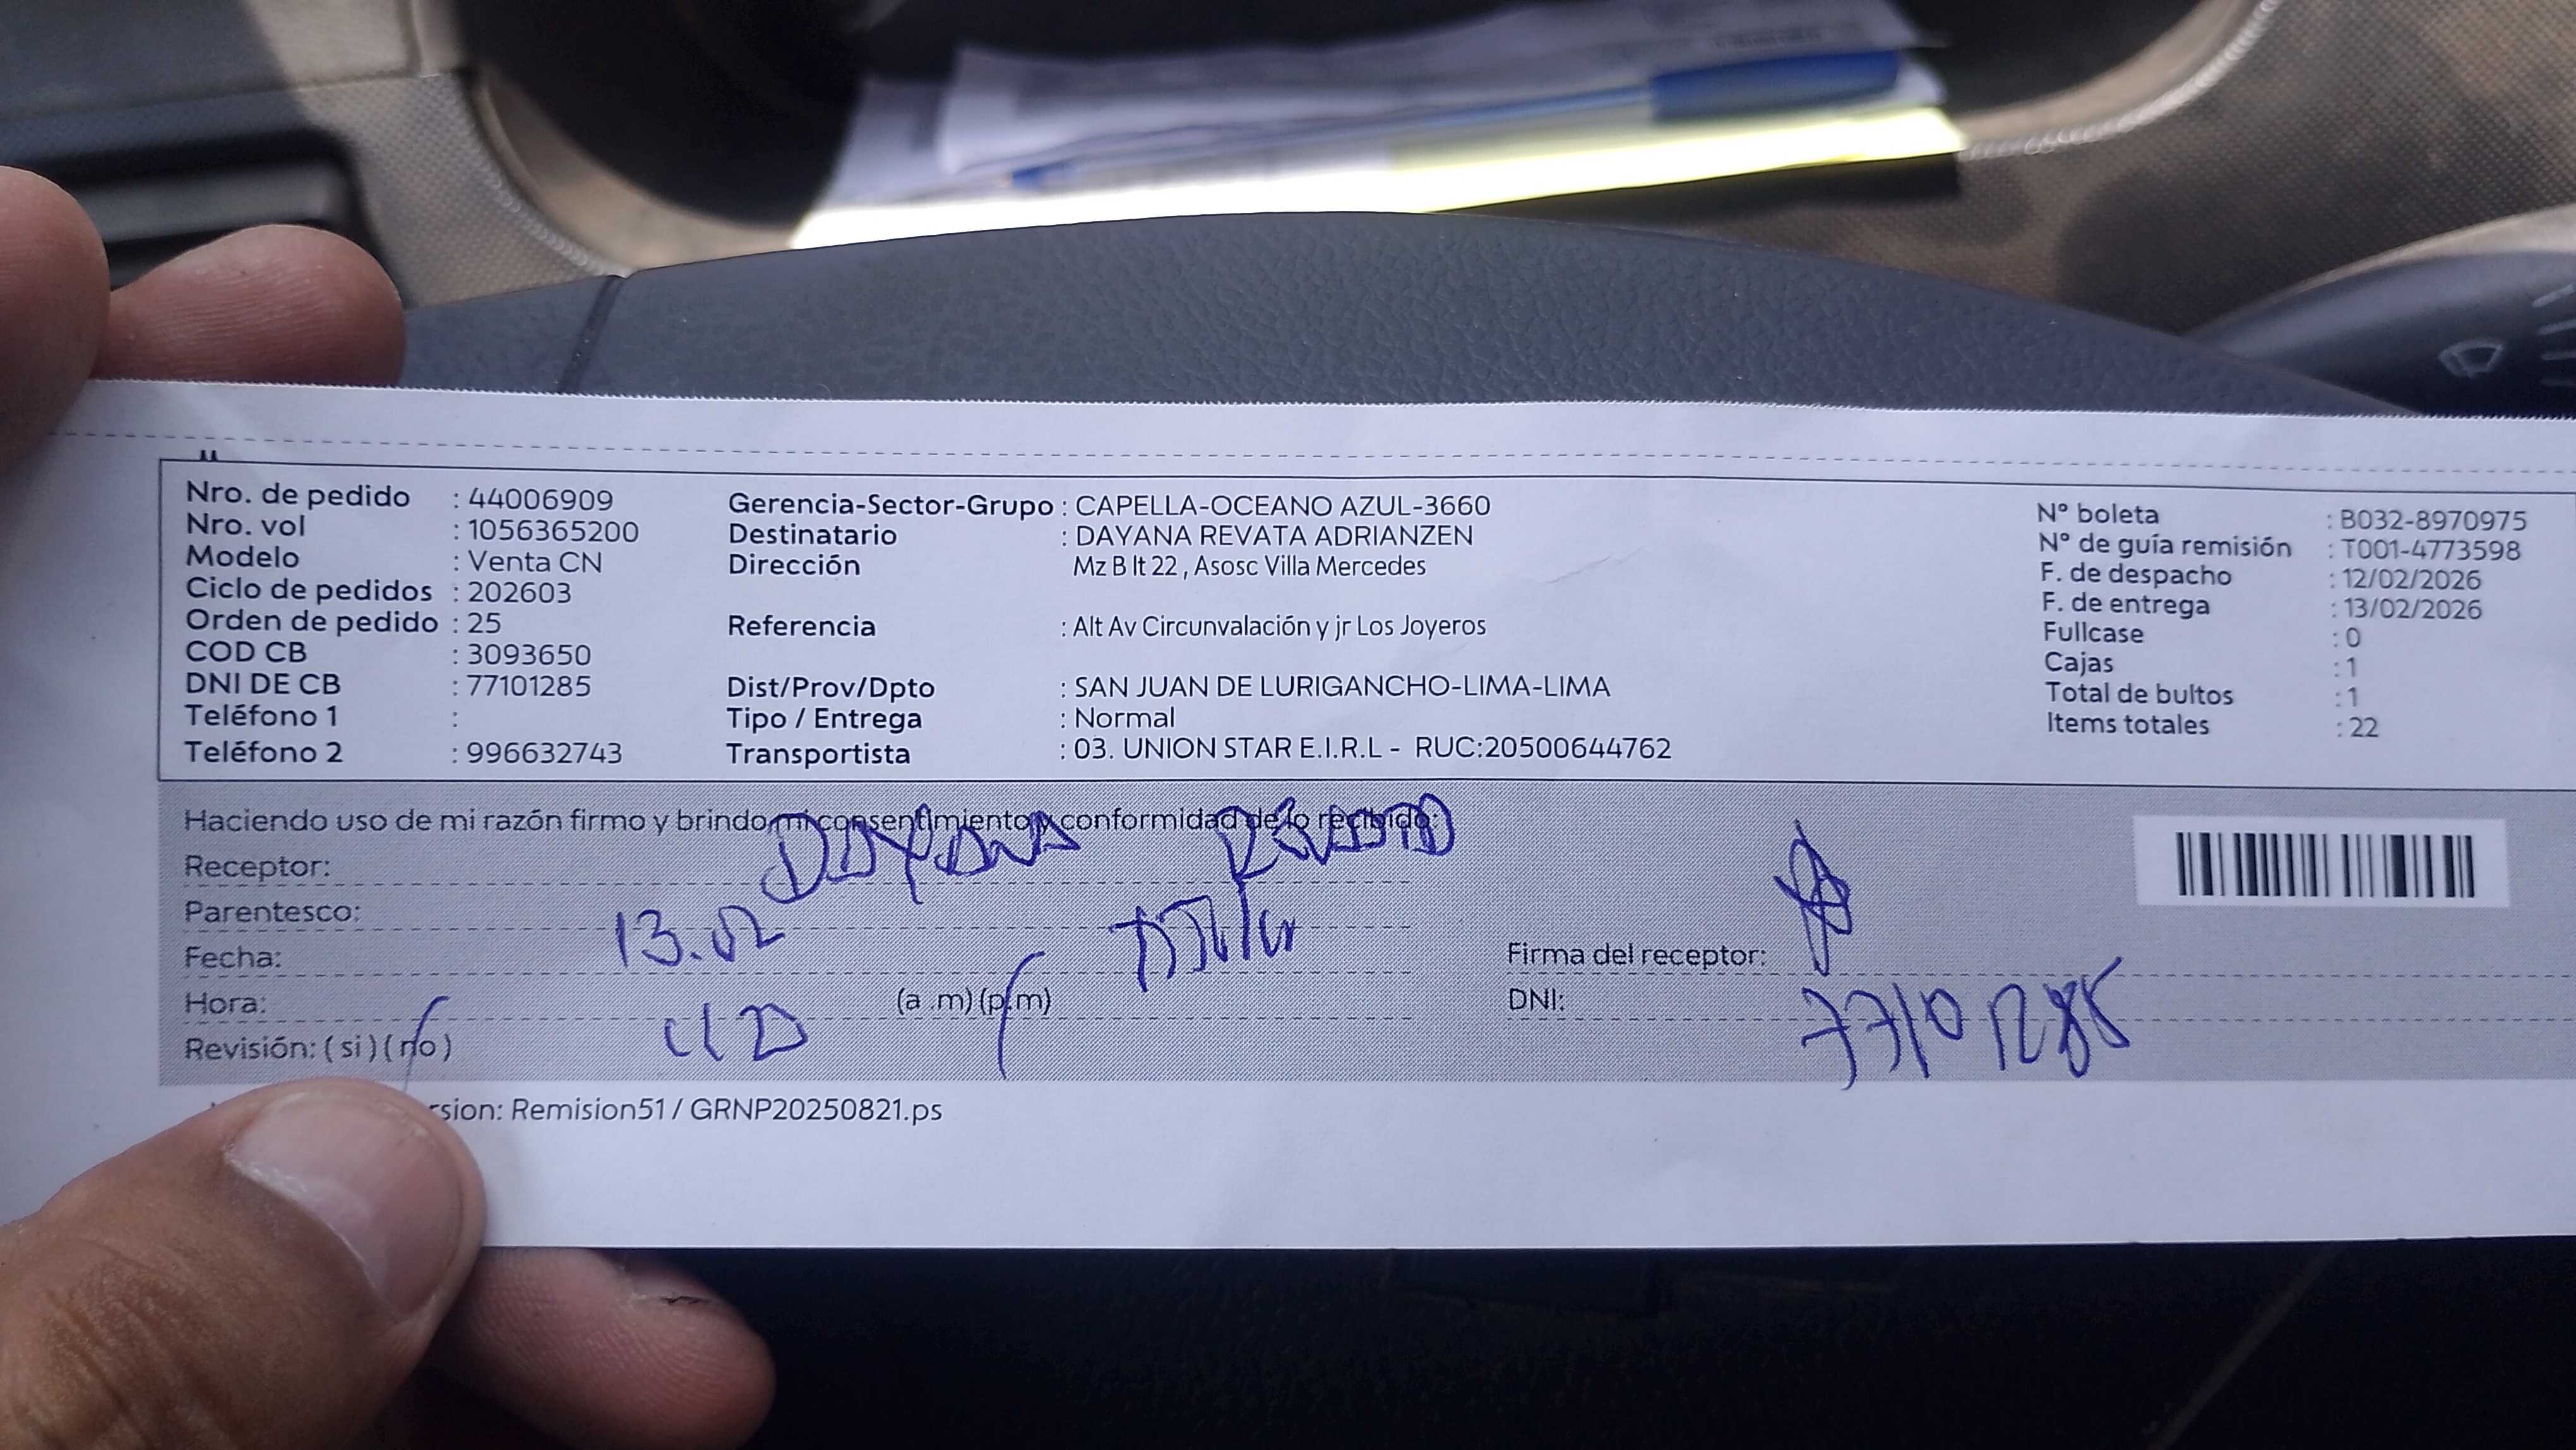 Nro. de pedido : 44006909
Nro. vol : 1056365200
Modelo : Venta CN
Ciclo de pedidos : 202603
Orden de pedido : 25
COD CB : 3093650
DNI DE CB : 77101285
Teléfono 1 :
Teléfono 2 : 996632743
Gerencia-Sector-Grupo : CAPELLA-OCEANO AZUL-3660
Destinatario : DAYANA REVATA ADRIANZEN
Dirección Mz B lt 22 , Asosc Villa Mercedes
Referencia : Alt Av Circunvalación y jr Los Joyeros
Dist/Prov/Dpto : SAN JUAN DE LURIGANCHO-LIMA-LIMA
Tipo / Entrega : Normal
Transportista : 03. UNION STAR E.I.R.L - RUC:20500644762
N° boleta : B032-8970975
N° de guía remisión : T001-4773598
F. de despacho : 12/02/2026
F. de entrega : 13/02/2026
Fullcase : 0
Cajas : 1
Total de bultos : 1
Items totales : 22
Haciendo uso de mi razón firmo y brindo mi consentimiento y conformidad de lo recibido:
Receptor: DAYANA REVATA
Parentesco:
Fecha: 13.02
Hora: (a .m) (p.m)
Revisión: ( si ) ( no )
Firma del receptor:
DNI: 77101285
rsion: Remision51 / GRNP20250821.ps